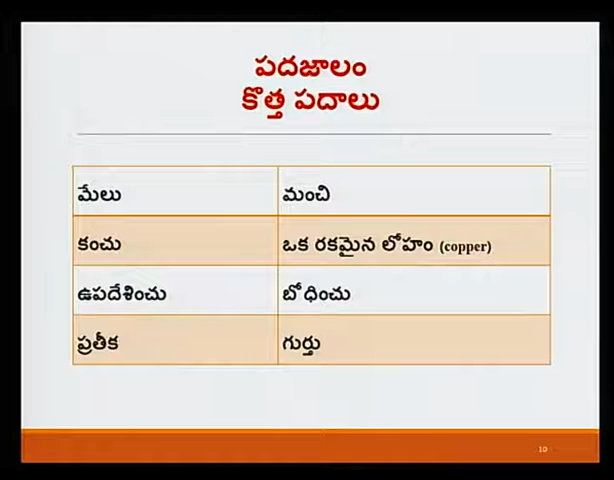 పదజాలం
కొత్త పదాలు
మేలు మంచి
కంచు ఒక రకమైన లోహం (copper)
ఉపదేశించు బోధించు
ప్రతీక గుర్తు
10